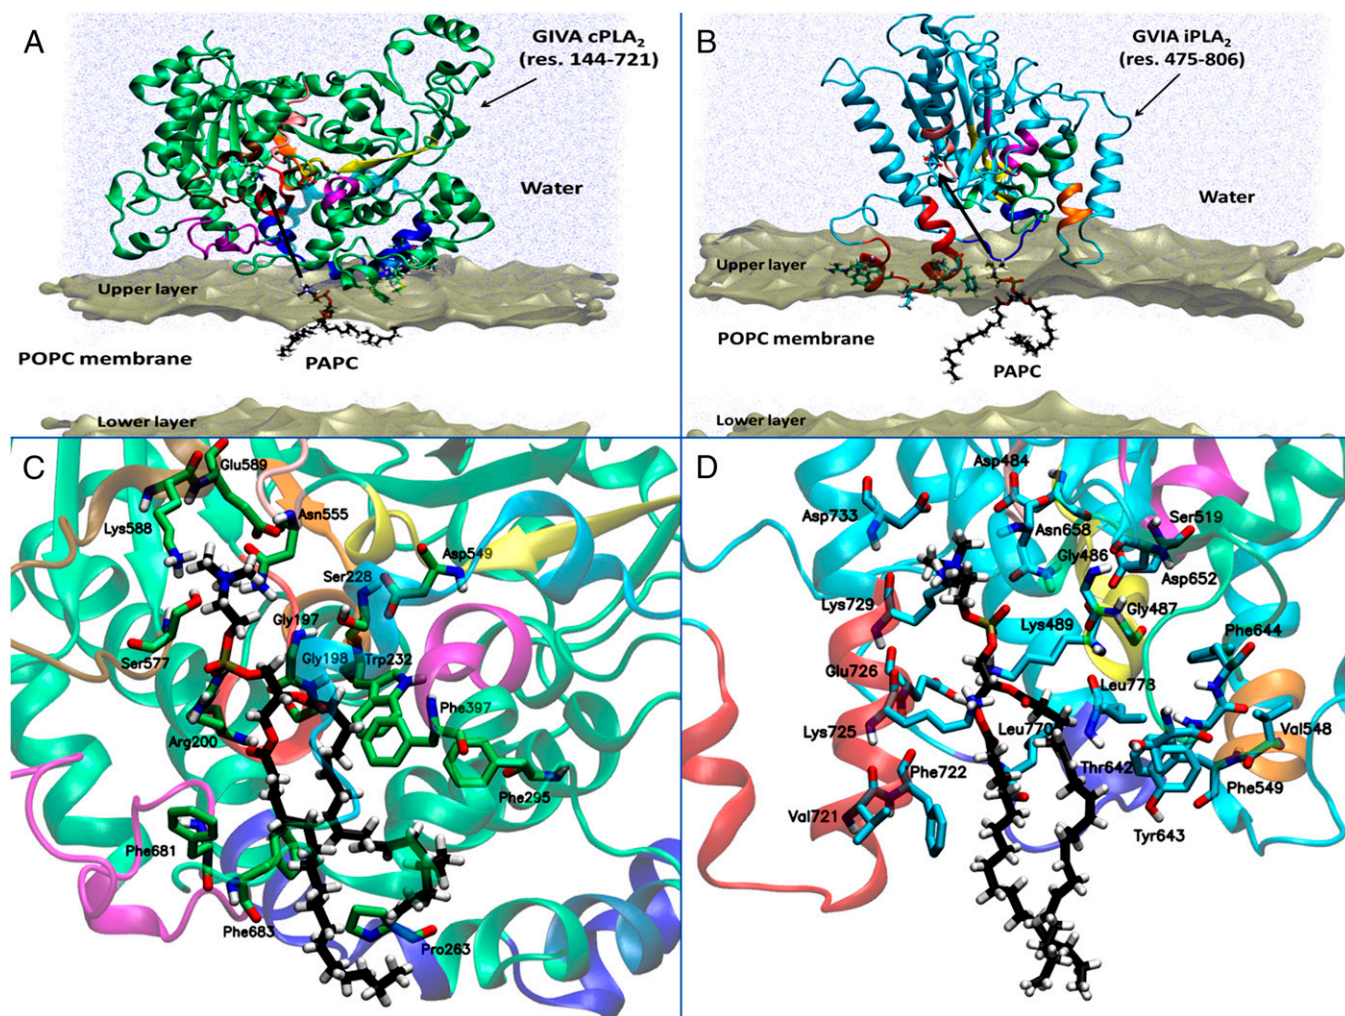 A
GIVA cPLA2
(res. 144-721)
Water
Upper layer
POPC membrane
PAPC
Lower layer
B
GVIA iPLA2
(res. 475-806)
Water
Upper layer
POPC membrane
PAPC
Lower layer
C
Glu589
Lys588
Asn555
Asp549
Ser228
Gly197
Ser577
Gly198
Trp232
Phe397
Arg200
Phe295
Phe681
Phe683
Pro263
D
Asp484
Asp733
Asn658
Ser519
Gly486
Asp652
Lys729
Gly487
Lys489
Phe644
Glu726
Leu778
Lys725
Leu770
Val548
Phe722
Thr642
Phe549
Val721
Tyr643